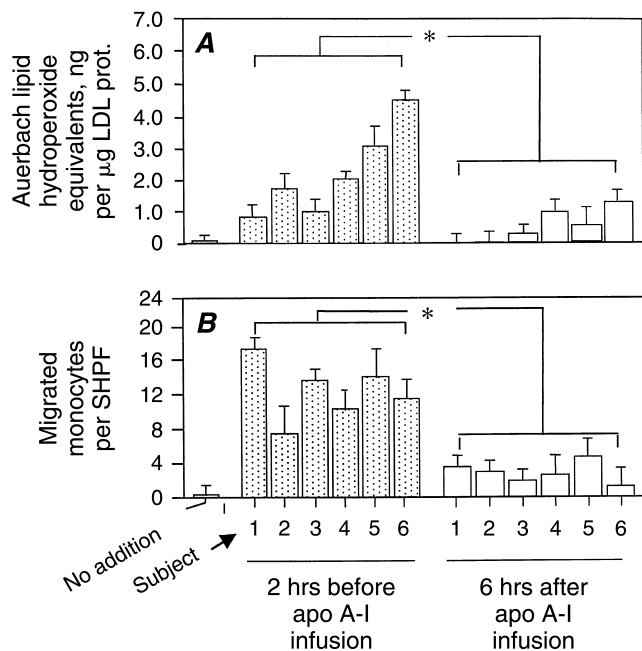 Auerbach lipid
hydroperoxide
equivalents, ng
per μg LDL prot.
7.0
6.0
5.0
4.0
3.0
2.0
1.0
0
A
*
Migrated
monocytes
per SHPF
24
20
16
12
8
4
0
B
*
No addition
Subject
1 2 3 4 5 6
1 2 3 4 5 6
2 hrs before
apo A-I
infusion
6 hrs after
apo A-I
infusion